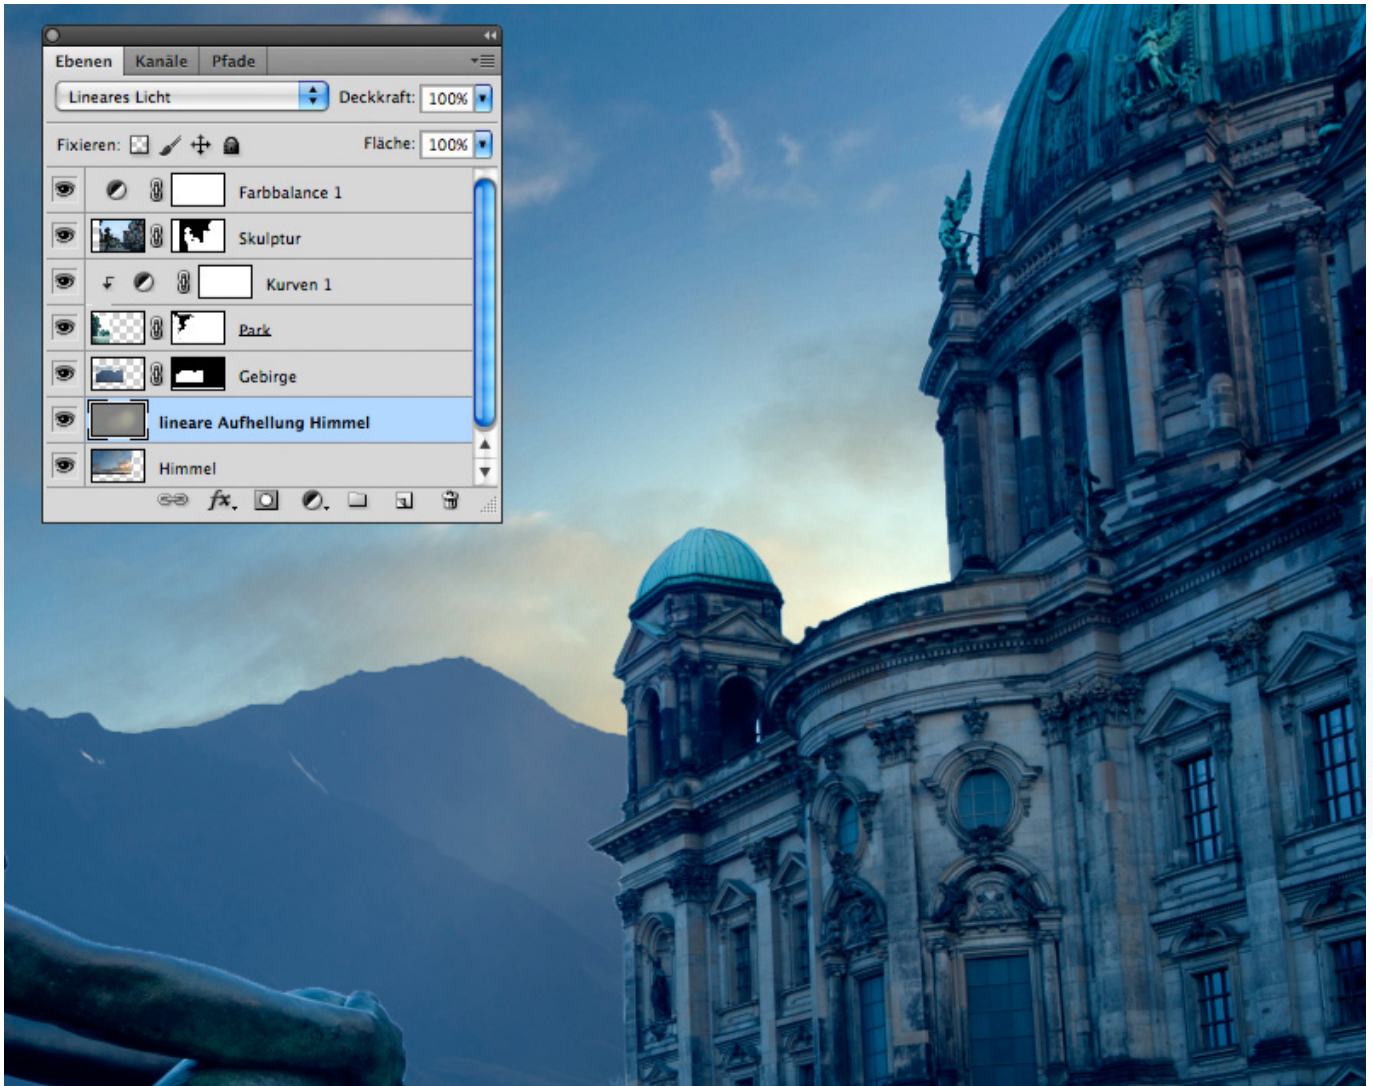 Ebenen Kanäle Pfade
Lineares Licht Deckkraft: 100%
Fixieren: Fläche: 100%
Farbbalance 1
Skulptur
Kurven 1
Park
Gebirge
lineare Aufhellung Himmel
Himmel
fx.